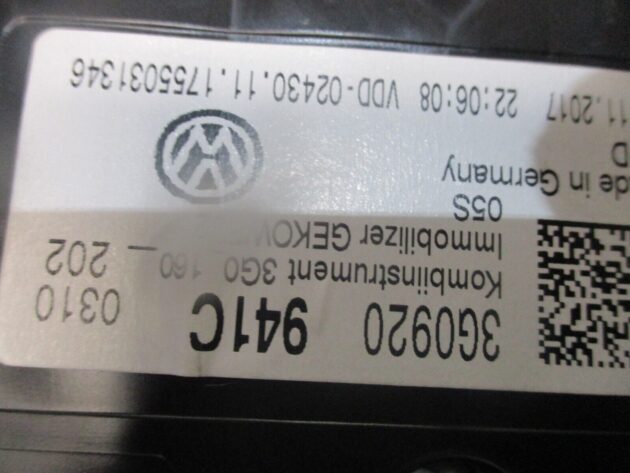 3G0920 941C 0310
Kombiinstrument 3G0 160 202
Immobilizer
05S
de in Germany
D
11.2017 22:06:08 VDD-02430.11.1755031346